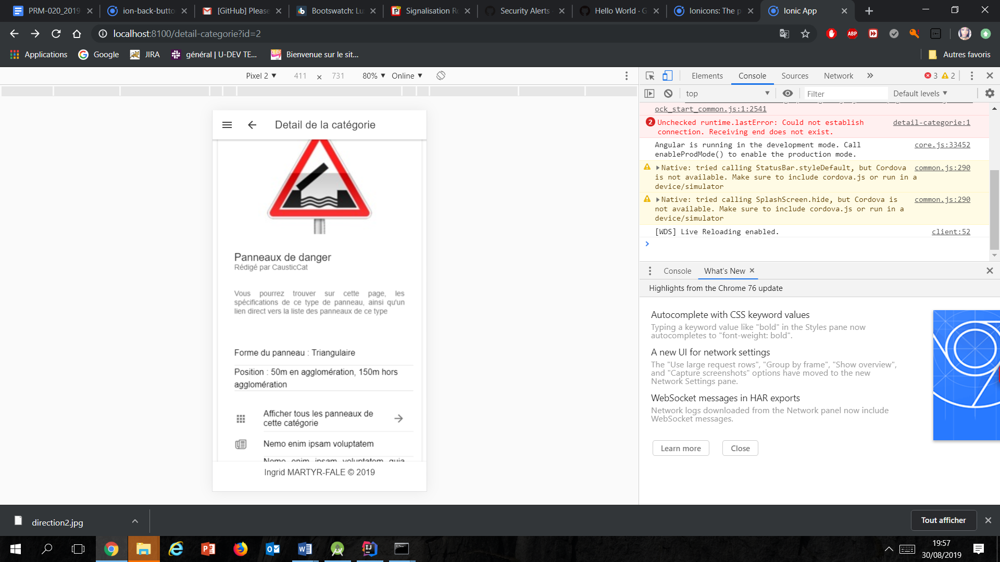 PRM-020_2019
ion-back-butto
[GitHub] Please
Bootswatch: Lu
Signalisation Ro
Security Alerts ·
Hello World · G
Ionicons: The p
Ionic App
localhost:8100/detail-categorie?id=2
ABP
Applications
Google
JIRA
général | U-DEV TE...
Bienvenue sur le sit...
Autres favoris
Pixel 2 411 × 731 80% Online
Detail de la catégorie
Panneaux de danger
Rédigé par CausticCat
Vous pourrez trouver sur cette page, les
spécifications de ce type de panneau, ainsi qu'un
lien direct vers la liste des panneaux de ce type
Forme du panneau : Triangulaire
Position : 50m en agglomération, 150m hors
agglomération
Afficher tous les panneaux de
cette catégorie
Nemo enim ipsam voluptatem
Nemo enim ipsam voluptatem quia
Ingrid MARTYR-FALE © 2019
Elements Console Sources Network » 3 2
top Filter Default levels
ock_start_common.js:1:2541
2 Unchecked runtime.lastError: Could not establish detail-categorie:1
connection. Receiving end does not exist.
Angular is running in the development mode. Call core.js:33452
enableProdMode() to enable the production mode.
Native: tried calling StatusBar.styleDefault, but Cordova common.js:290
is not available. Make sure to include cordova.js or run in a
device/simulator
Native: tried calling SplashScreen.hide, but Cordova is common.js:290
not available. Make sure to include cordova.js or run in a
device/simulator
[WDS] Live Reloading enabled. client:52
Console What's New
Highlights from the Chrome 76 update
Autocomplete with CSS keyword values
Typing a keyword value like "bold" in the Styles pane now
autocompletes to "font-weight: bold".
A new UI for network settings
The "Use large request rows", "Group by frame", "Show overview",
and "Capture screenshots" options have moved to the new
Network Settings pane.
WebSocket messages in HAR exports
Network logs downloaded from the Network panel now include
WebSocket messages.
Learn more
Close
direction2.jpg
Tout afficher
19:57
30/08/2019